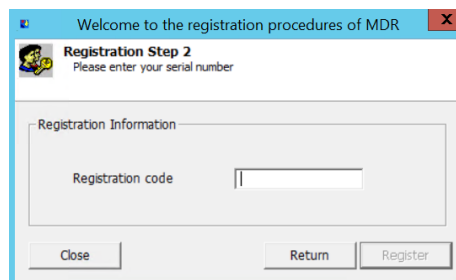 Welcome to the registration procedures of MDR
X
Registration Step 2
Please enter your serial number
Registration Information
Registration code
Close
Return
Register